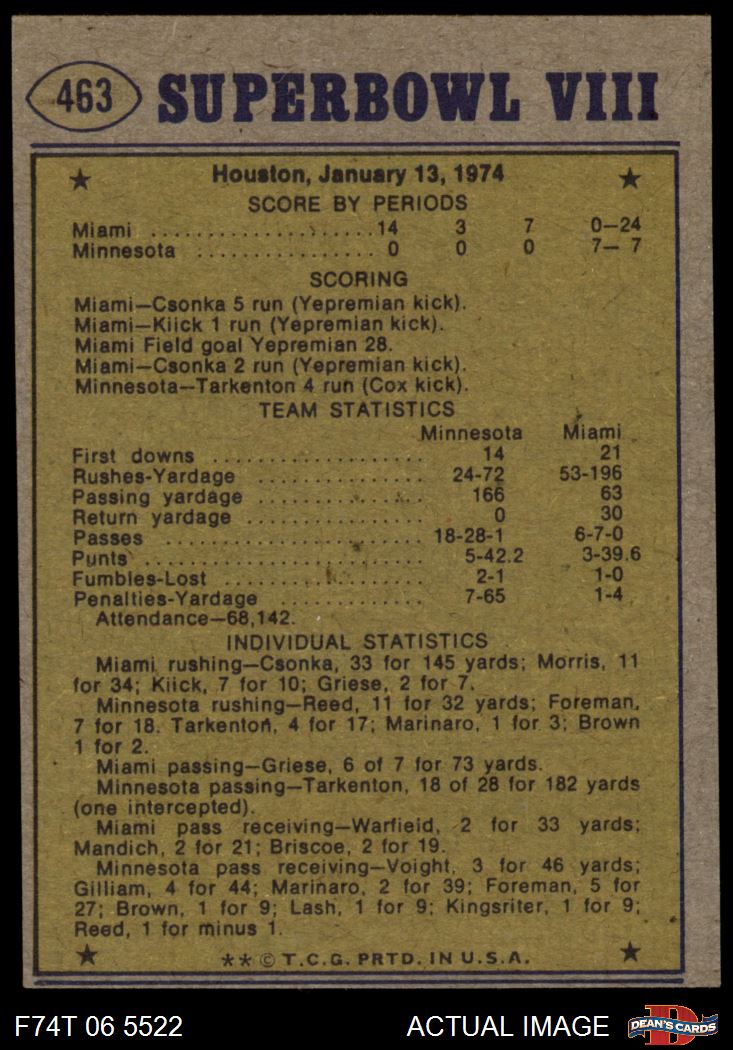 463 SUPERBOWL VIII
Houston, January 13, 1974
SCORE BY PERIODS
Miami ....................14 3 7 0—24
Minnesota ................ 0 0 0 7— 7
SCORING
Miami—Csonka 5 run (Yepremian kick).
Miami—Kiick 1 run (Yepremian kick).
Miami Field goal Yepremian 28.
Miami—Csonka 2 run (Yepremian kick).
Minnesota—Tarkenton 4 run (Cox kick).
TEAM STATISTICS
Minnesota Miami
First downs ................... 14 21
Rushes-Yardage ............... 24-72 53-196
Passing yardage ............... 166 63
Return yardage ................ 0 30
Passes ....................... 18-28-1 6-7-0
Punts ......................... 5-42.2 3-39.6
Fumbles-Lost .................. 2-1 1-0
Penalties-Yardage ............. 7-65 1-4
Attendance—68,142.
INDIVIDUAL STATISTICS
Miami rushing—Csonka, 33 for 145 yards; Morris, 11
for 34; Kiick, 7 for 10; Griese, 2 for 7.
Minnesota rushing—Reed, 11 for 32 yards; Foreman,
7 for 18. Tarkenton, 4 for 17; Marinaro, 1 for 3; Brown
1 for 2.
Miami passing—Griese, 6 of 7 for 73 yards.
Minnesota passing—Tarkenton, 18 of 28 for 182 yards
(one intercepted).
Miami pass receiving—Warfield, 2 for 33 yards;
Mandich, 2 for 21; Briscoe, 2 for 19.
Minnesota pass receiving—Voight, 3 for 46 yards;
Gilliam, 4 for 44; Marinaro, 2 for 39; Foreman, 5 for
27; Brown, 1 for 9; Lash, 1 for 9; Kingsriter, 1 for 9;
Reed, 1 for minus 1.
**© T.C.G. PRTD. IN U.S.A.
F74T 06 5522 ACTUAL IMAGE D DEAN'S CARDS